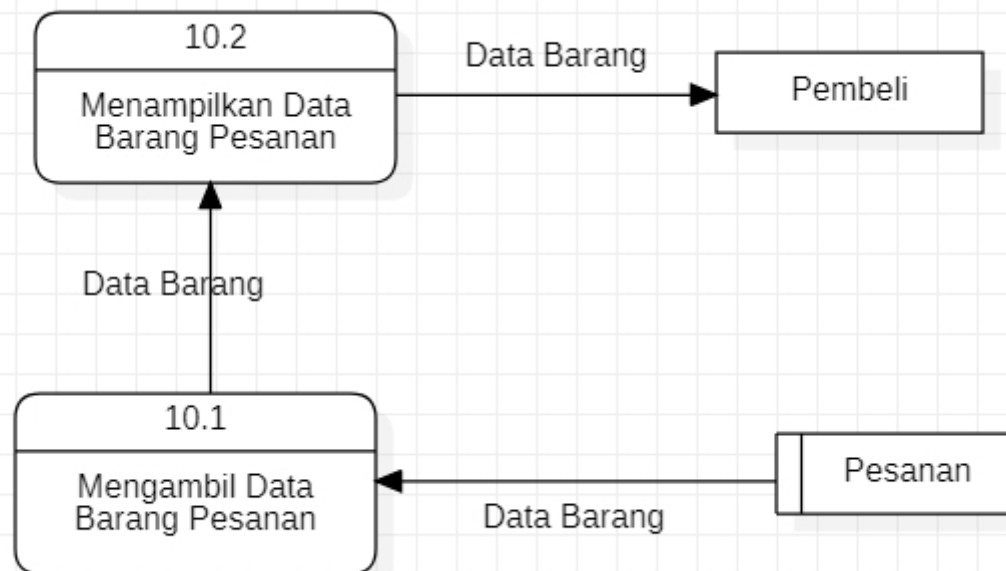 10.2
Menampilkan Data
Barang Pesanan
Data Barang
Pembeli
Data Barang
10.1
Mengambil Data
Barang Pesanan
Data Barang
Pesanan